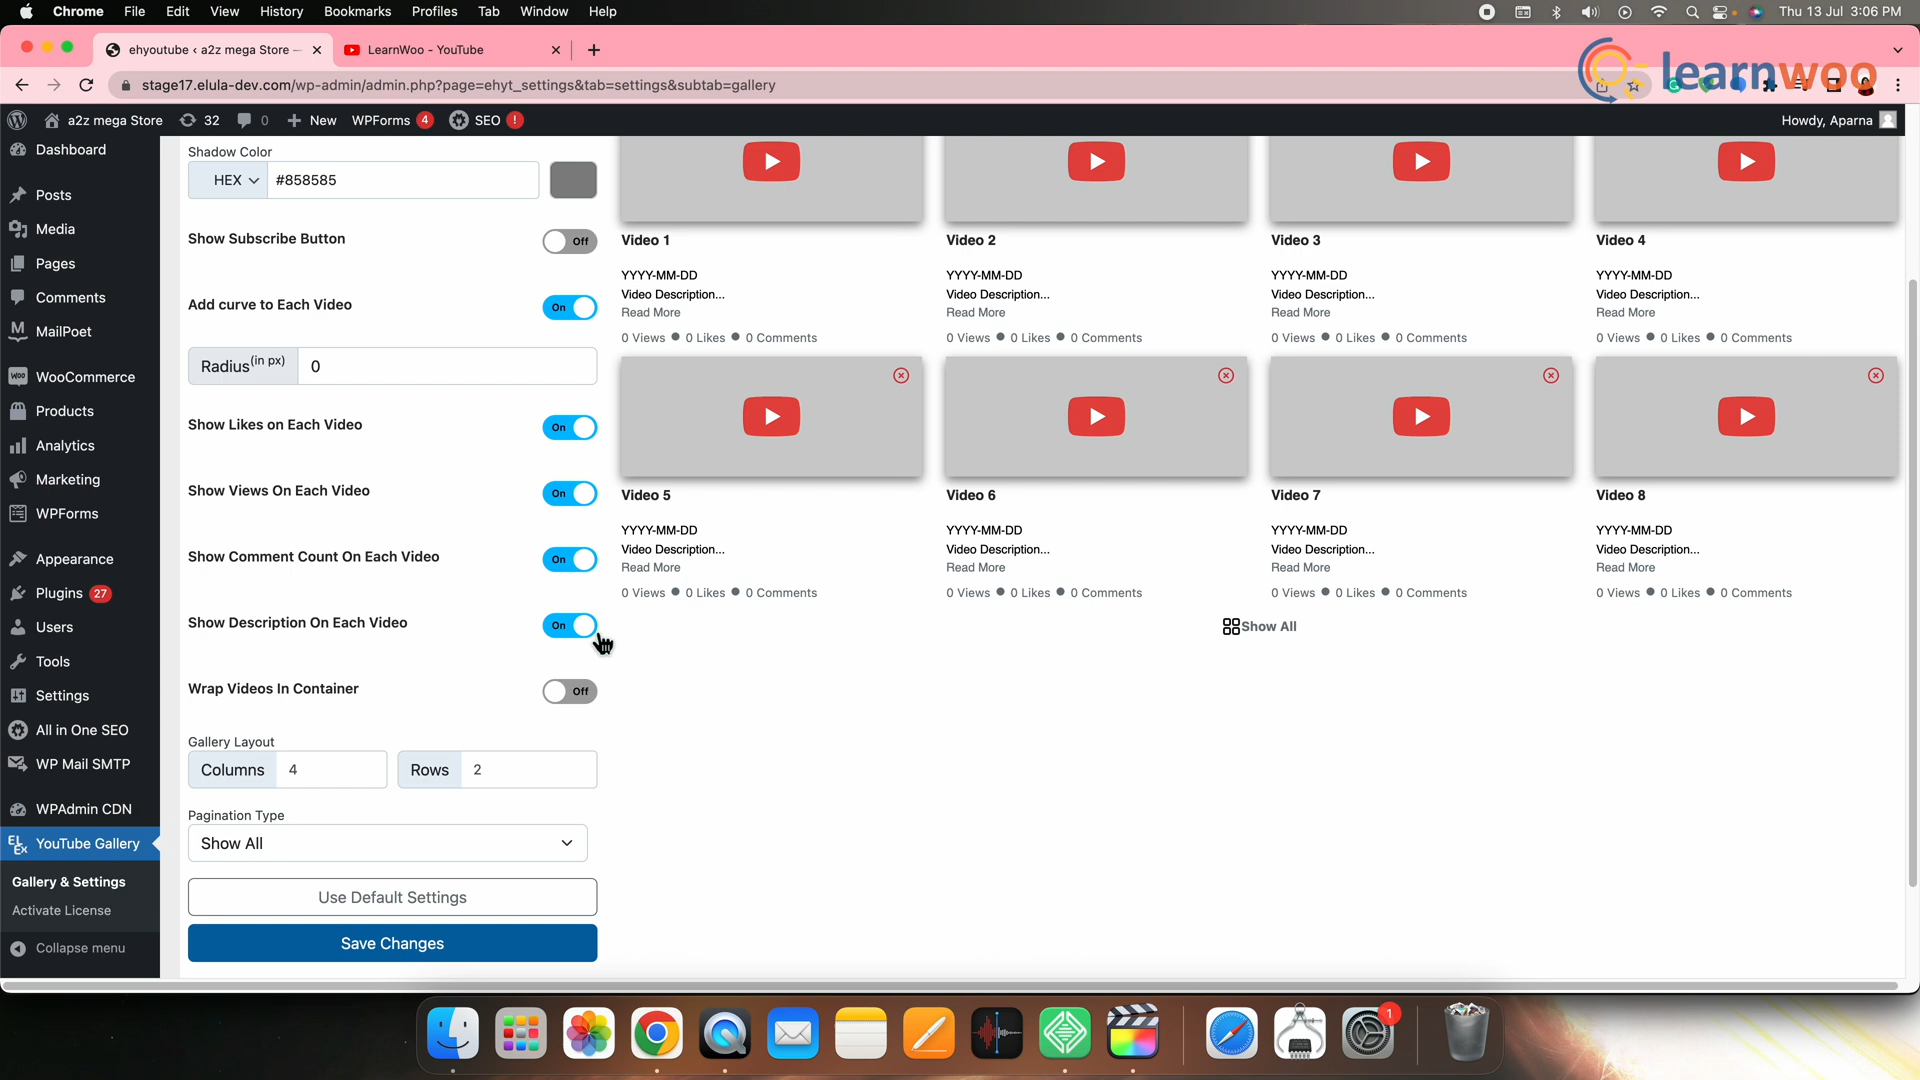 Chrome File Edit View History Bookmarks Profiles Tab Window Help
Thu 13 Jul 3:06 PM
ehyoutube ‹ a2z mega Store –
LearnWoo - YouTube
learnwoo
stage17.elula-dev.com/wp-admin/admin.php?page=ehyt_settings&tab=settings&subtab=gallery
a2z mega Store 32 0 New WPForms 4 SEO !
Howdy, Aparna
Dashboard
Posts
Media
Pages
Comments
MailPoet
WooCommerce
Products
Analytics
Marketing
WPForms
Appearance
Plugins 27
Users
Tools
Settings
All in One SEO
WP Mail SMTP
WPAdmin CDN
YouTube Gallery
Gallery & Settings
Activate License
Collapse menu
Shadow Color
HEX #858585
Show Subscribe Button Off
Add curve to Each Video On
Radius(in px) 0
Show Likes on Each Video On
Show Views On Each Video On
Show Comment Count On Each Video On
Show Description On Each Video On
Wrap Videos In Container Off
Gallery Layout
Columns 4 Rows 2
Pagination Type
Show All
Use Default Settings
Save Changes
Video 1 Video 2 Video 3 Video 4
YYYY-MM-DD YYYY-MM-DD YYYY-MM-DD YYYY-MM-DD
Video Description... Video Description... Video Description... Video Description...
Read More Read More Read More Read More
0 Views ● 0 Likes ● 0 Comments 0 Views ● 0 Likes ● 0 Comments 0 Views ● 0 Likes ● 0 Comments 0 Views ● 0 Likes ● 0 Comments
Video 5 Video 6 Video 7 Video 8
YYYY-MM-DD YYYY-MM-DD YYYY-MM-DD YYYY-MM-DD
Video Description... Video Description... Video Description... Video Description...
Read More Read More Read More Read More
0 Views ● 0 Likes ● 0 Comments 0 Views ● 0 Likes ● 0 Comments 0 Views ● 0 Likes ● 0 Comments 0 Views ● 0 Likes ● 0 Comments
Show All
1